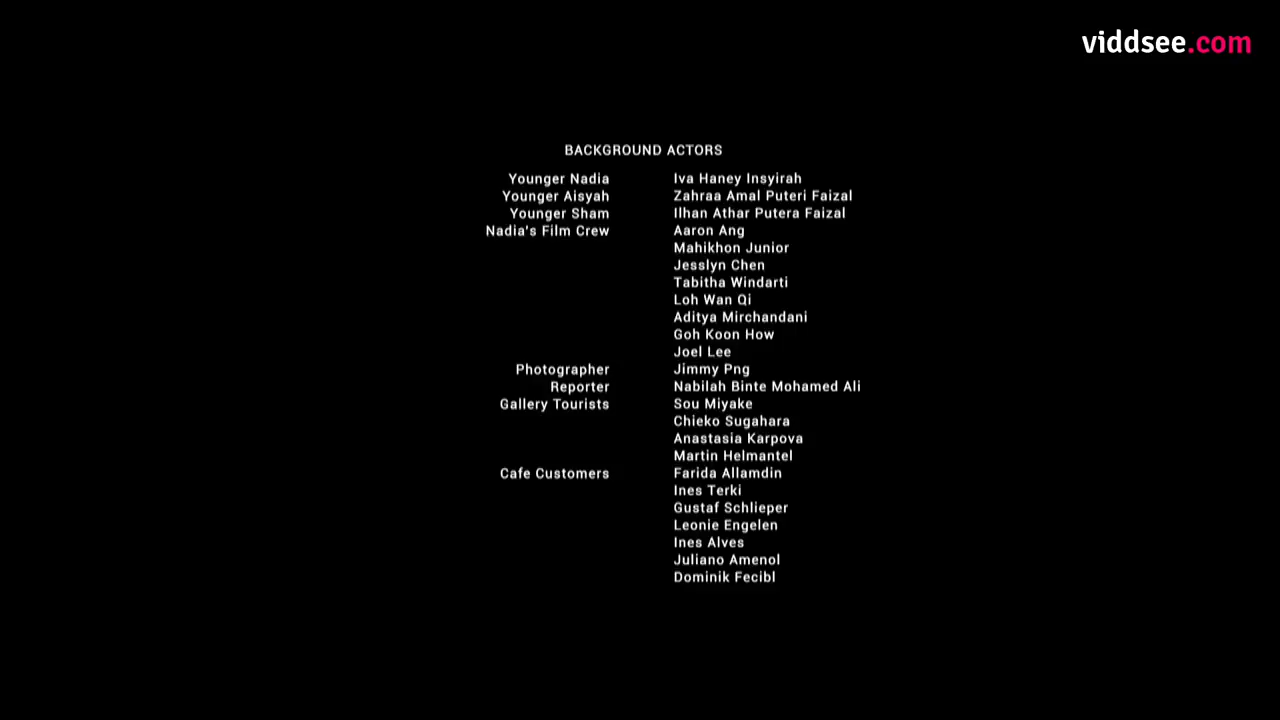 viddsee.com
BACKGROUND ACTORS
Younger Nadia Iva Haney Insyirah
Younger Aisyah Zahraa Amal Puteri Faizal
Younger Sham Ilhan Athar Putera Faizal
Nadia's Film Crew Aaron Ang
Mahikhon Junior
Jesslyn Chen
Tabitha Windarti
Loh Wan Qi
Aditya Mirchandani
Goh Koon How
Joel Lee
Photographer Jimmy Png
Reporter Nabilah Binte Mohamed Ali
Gallery Tourists Sou Miyake
Chieko Sugahara
Anastasia Karpova
Martin Helmantel
Cafe Customers Farida Allamdin
Ines Terki
Gustaf Schlieper
Leonie Engelen
Ines Alves
Juliano Amenol
Dominik Fecibl